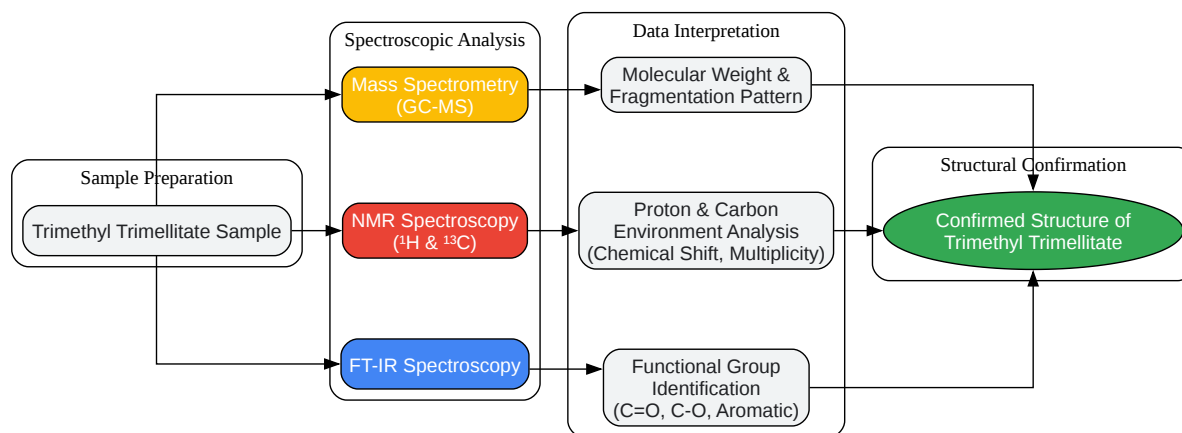 Sample Preparation
Trimethyl Trimellitate Sample
Spectroscopic Analysis
Mass Spectrometry
(GC-MS)
NMR Spectroscopy
(¹H & ¹³C)
FT-IR Spectroscopy
Data Interpretation
Molecular Weight &
Fragmentation Pattern
Proton & Carbon
Environment Analysis
(Chemical Shift, Multiplicity)
Functional Group
Identification
(C=O, C-O, Aromatic)
Structural Confirmation
Confirmed Structure of
Trimethyl Trimellitate